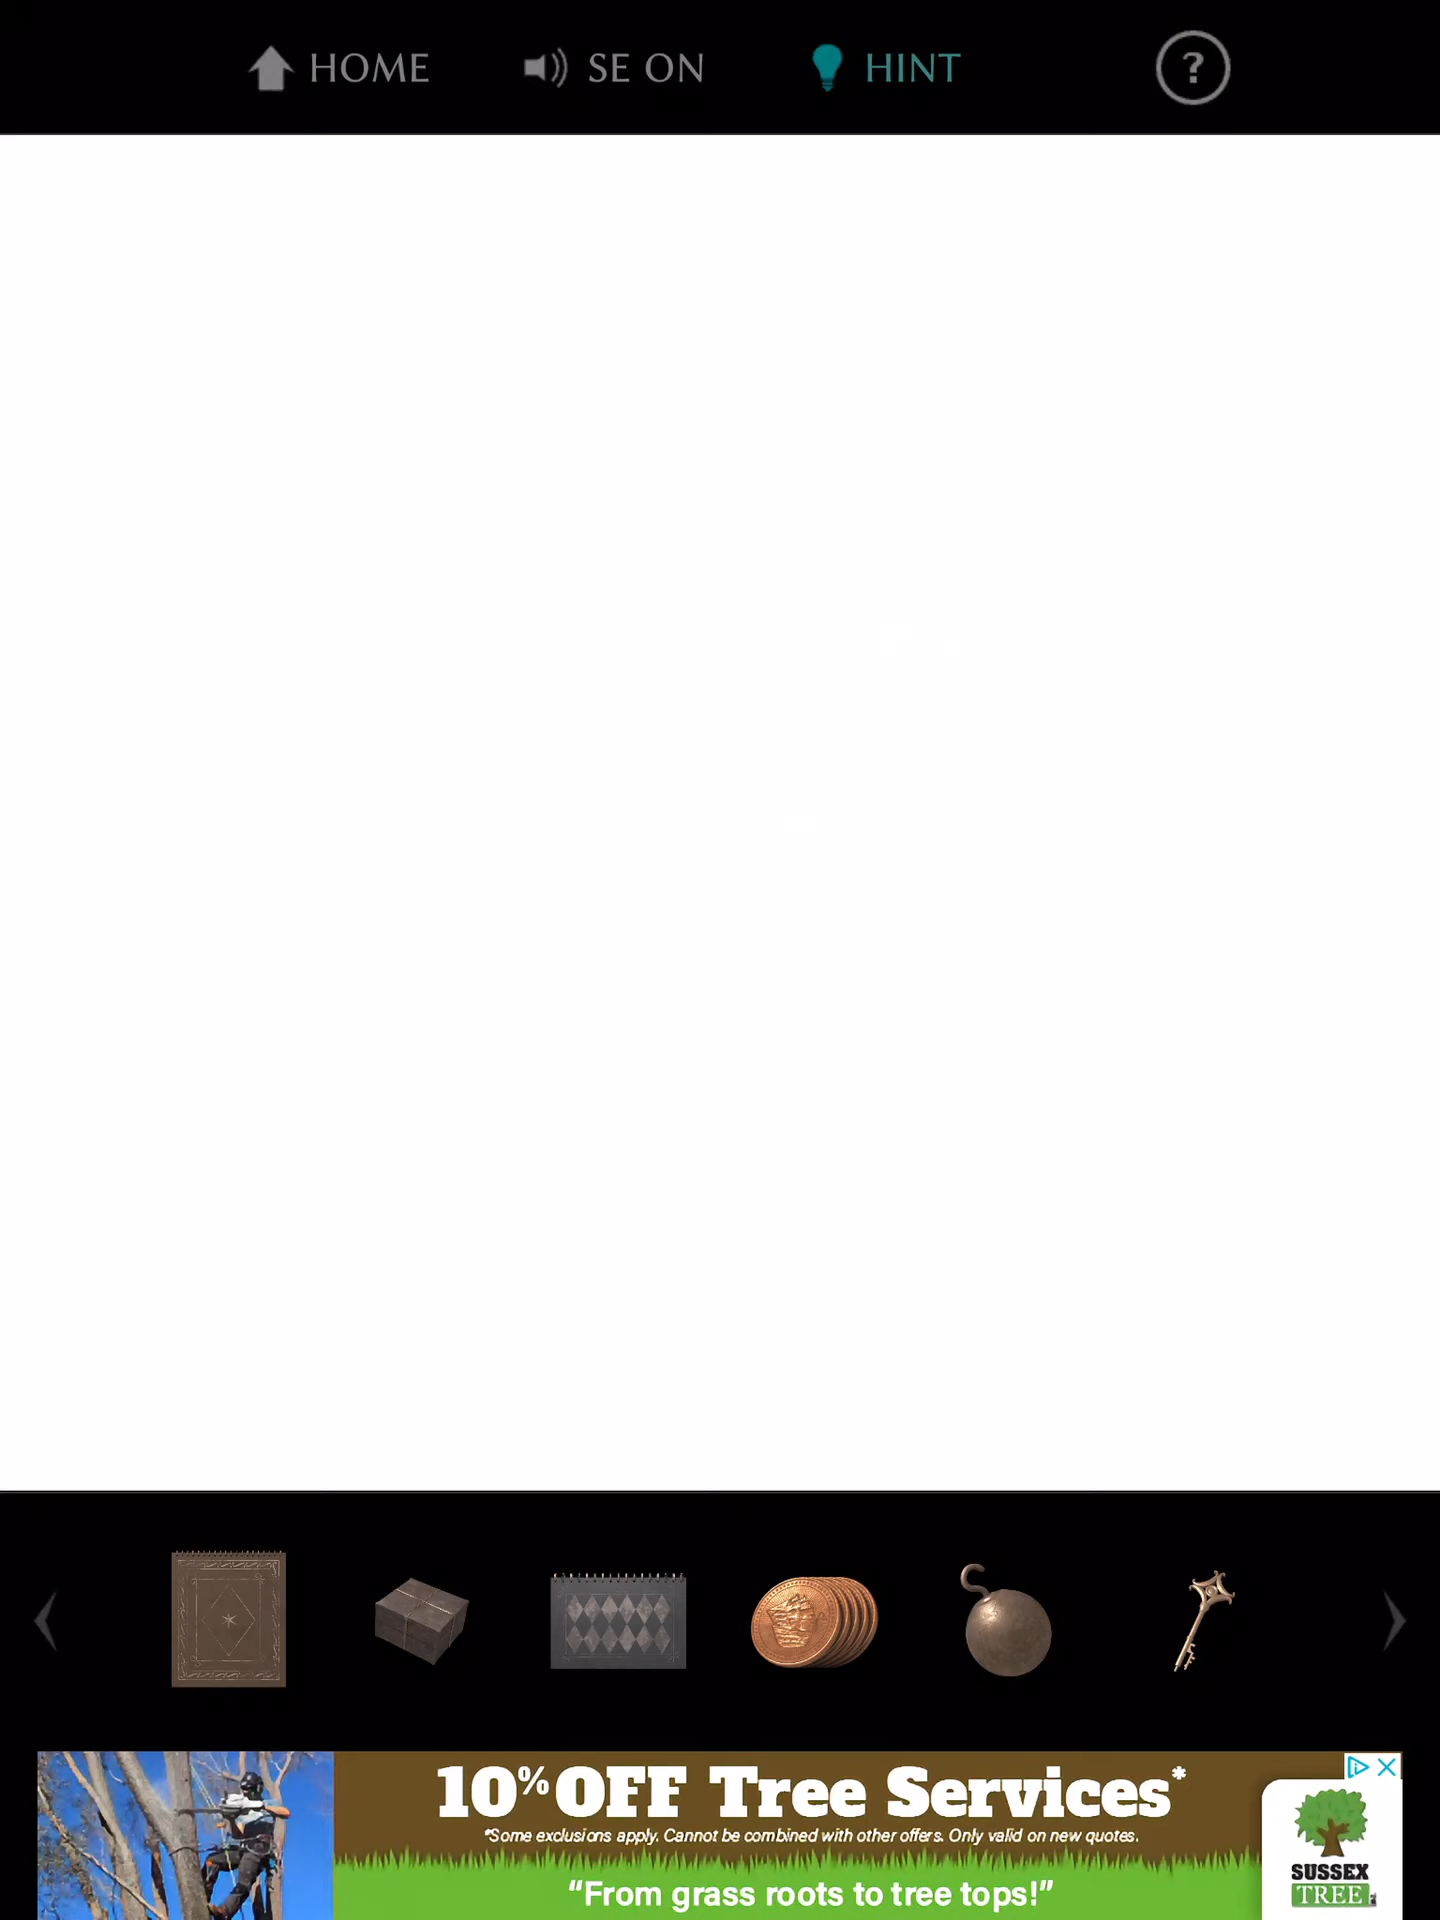 HOME
SE ON
HINT
?
10%OFF Tree Services*
*Some exclusions apply. Cannot be combined with other offers. Only valid on new quotes.
“From grass roots to tree tops!”
SUSSEX
TREE